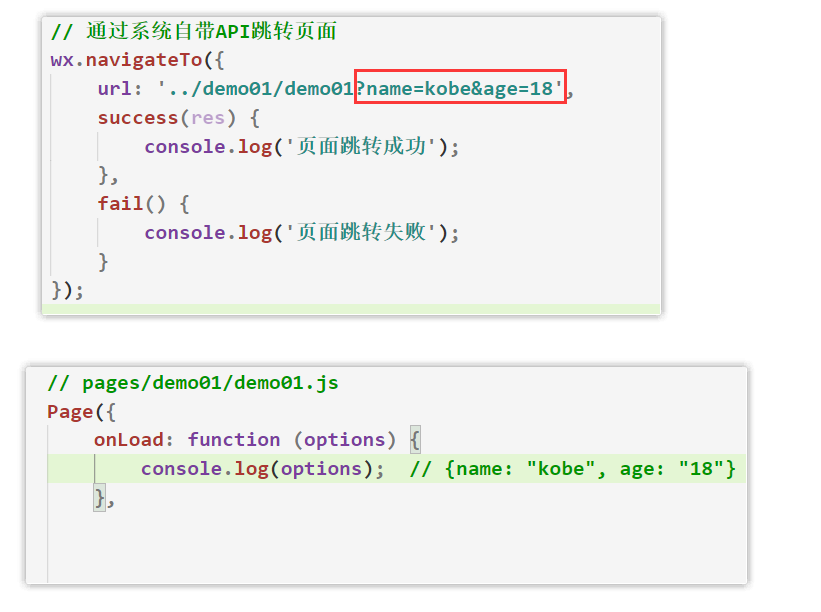 // 通过系统自带API跳转页面
wx.navigateTo({
url: '../demo01/demo01?name=kobe&age=18',
success(res) {
console.log('页面跳转成功');
},
fail() {
console.log('页面跳转失败');
}
});
// pages/demo01/demo01.js
Page({
onLoad: function (options) {
console.log(options); // {name: "kobe", age: "18"}
},